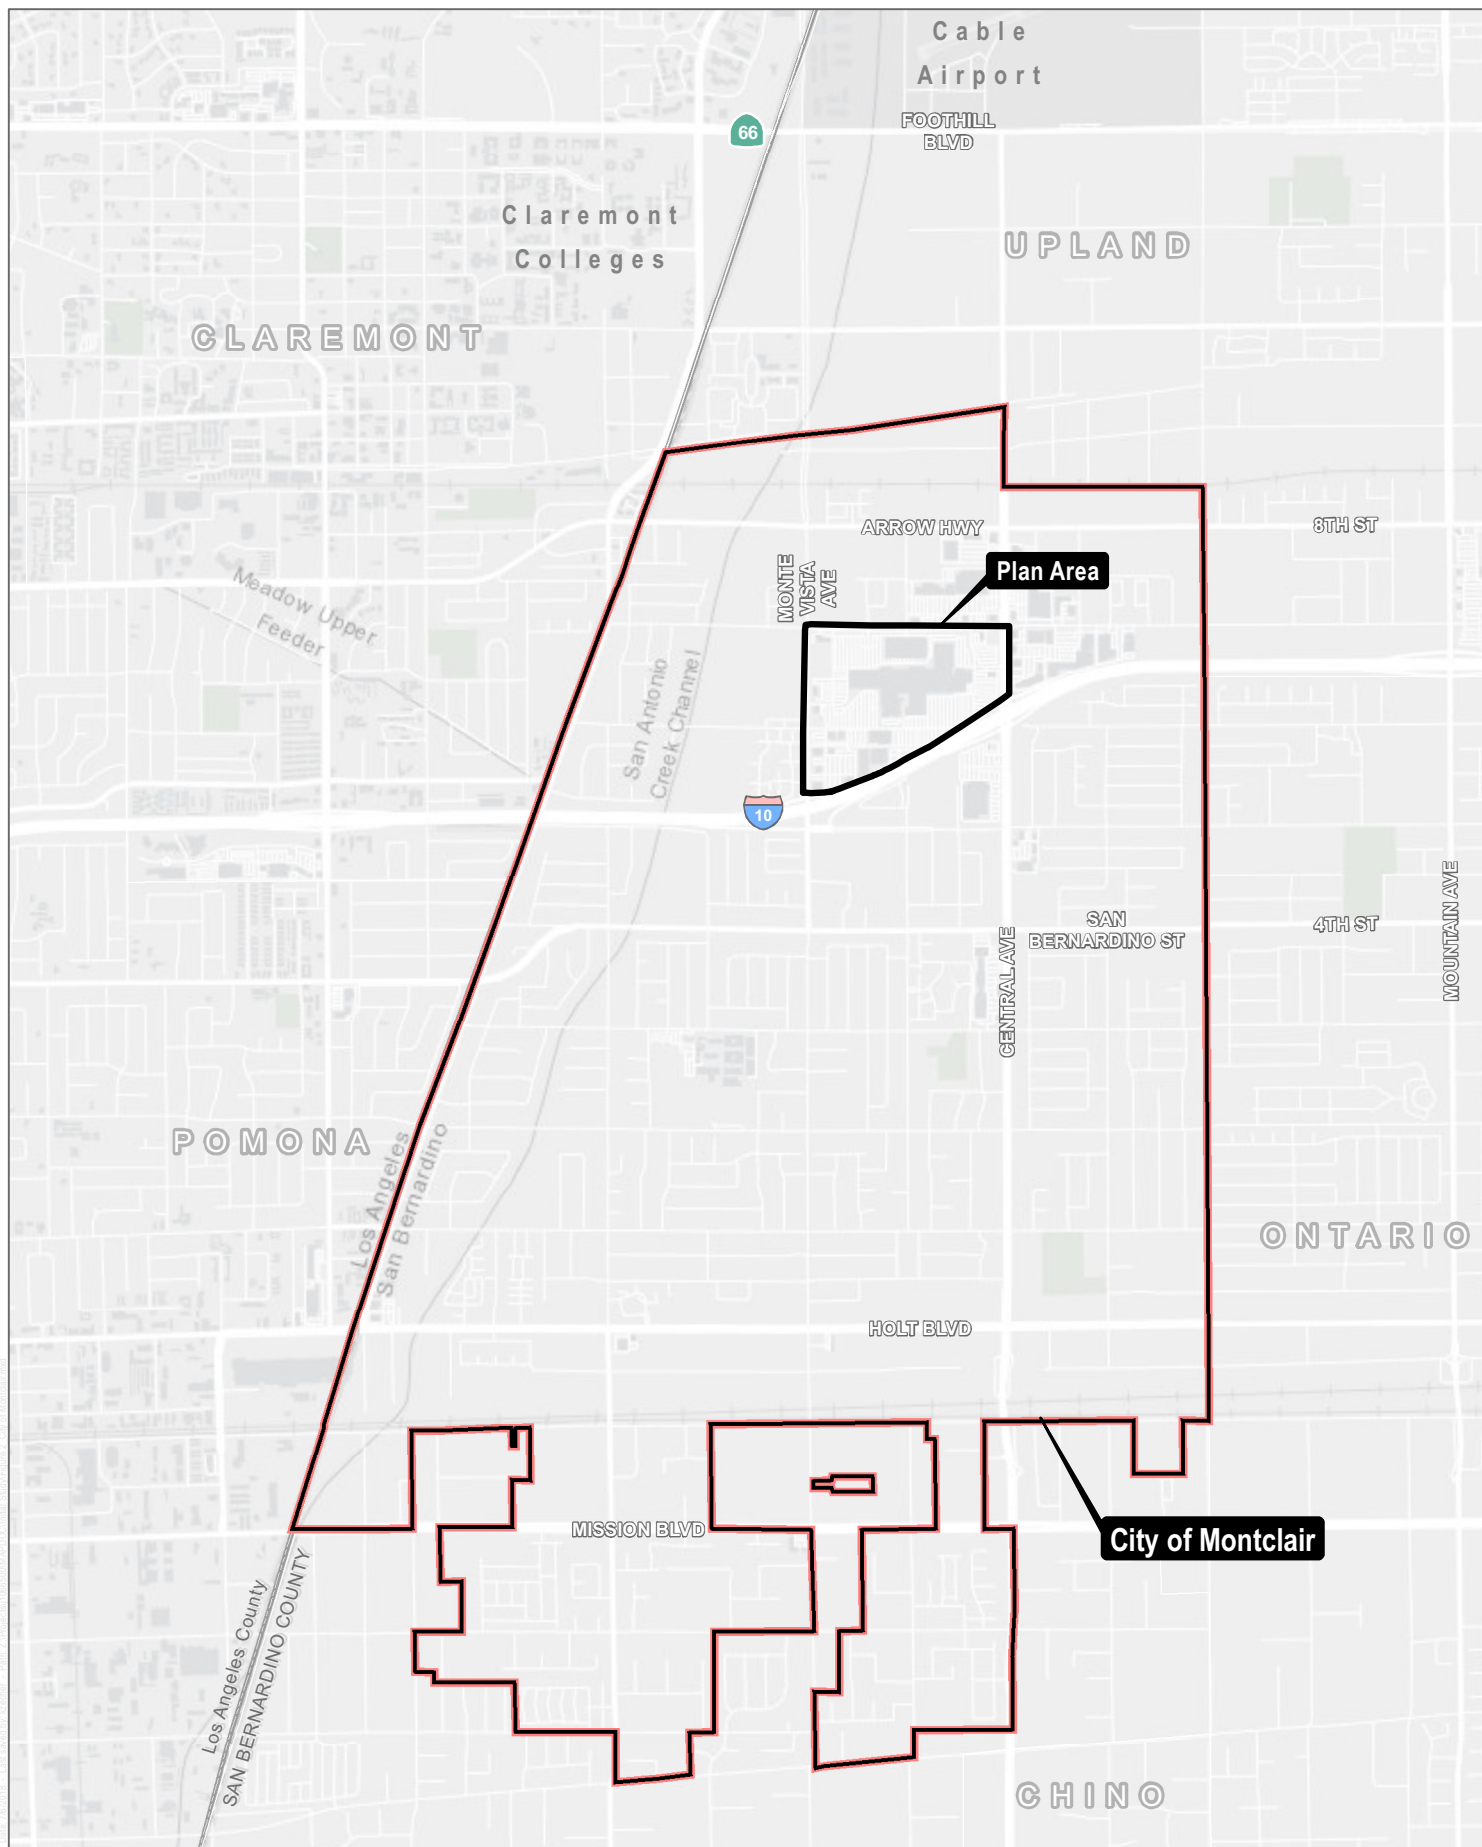 Cable
Airport
66
FOOTHILL
BLVD
Claremont
Colleges
UPLAND
CLAREMONT
ARROW HWY
8TH ST
MONTE
VISTA
AVE
Plan Area
Meadow Upper
Feeder
San Antonio
Creek Channel
10
SAN
BERNARDINO ST
4TH ST
MOUNTAIN AVE
CENTRAL AVE
POMONA
Los Angeles
San Bernardino
ONTARIO
HOLT BLVD
MISSION BLVD
City of Montclair
Los Angeles County
SAN BERNARDINO COUNTY
CHINO